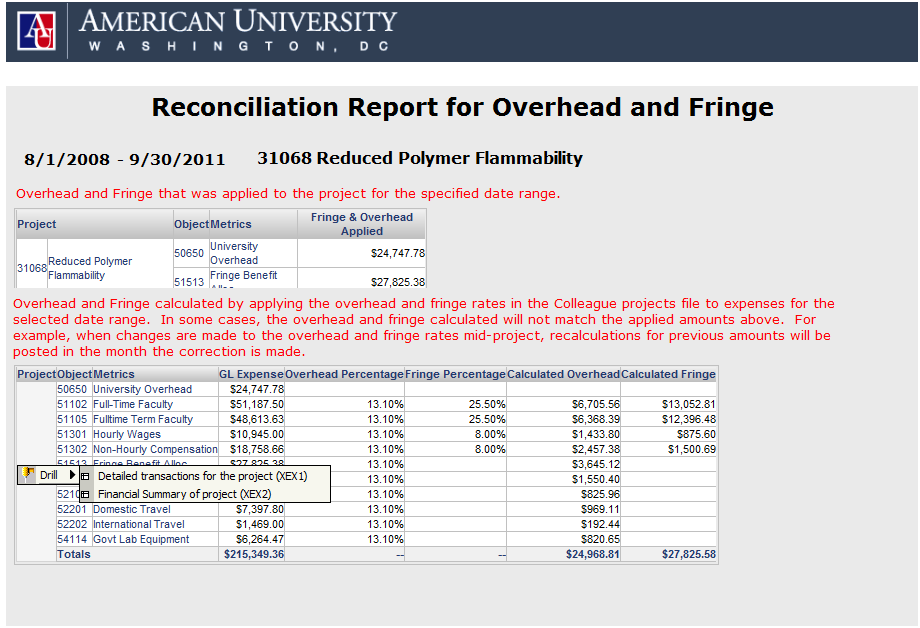 AU
AMERICAN UNIVERSITY
WASHINGTON, DC
Reconciliation Report for Overhead and Fringe
8/1/2008 - 9/30/2011 31068 Reduced Polymer Flammability
Overhead and Fringe that was applied to the project for the specified date range.
Project Object Metrics Fringe & Overhead Applied
31068 Reduced Polymer Flammability 50650 University Overhead $24,747.78
51513 Fringe Benefit $27,825.38
Overhead and Fringe calculated by applying the overhead and fringe rates in the Colleague projects file to expenses for the
selected date range. In some cases, the overhead and fringe calculated will not match the applied amounts above. For
example, when changes are made to the overhead and fringe rates mid-project, recalculations for previous amounts will be
posted in the month the correction is made.
Project Object Metrics GL Expense Overhead Percentage Fringe Percentage Calculated Overhead Calculated Fringe
50650 University Overhead $24,747.78
51102 Full-Time Faculty $51,187.50 13.10% 25.50% $6,705.56 $13,052.81
51105 Fulltime Term Faculty $48,613.63 13.10% 25.50% $6,368.39 $12,396.48
51301 Hourly Wages $10,945.00 13.10% 8.00% $1,433.80 $875.60
51302 Non-Hourly Compensation $18,758.66 13.10% 8.00% $2,457.38 $1,500.69
51513 Fringe Benefit Alloc $27,825.38 13.10% $3,645.12
Drill Detailed transactions for the project (XEX1) 13.10% $1,550.40
Financial Summary of project (XEX2) 13.10% $825.96
52201 Domestic Travel $7,397.80 13.10% $969.11
52202 International Travel $1,469.00 13.10% $192.44
54114 Govt Lab Equipment $6,264.47 13.10% $820.65
Totals $215,349.36 -- -- $24,968.81 $27,825.58